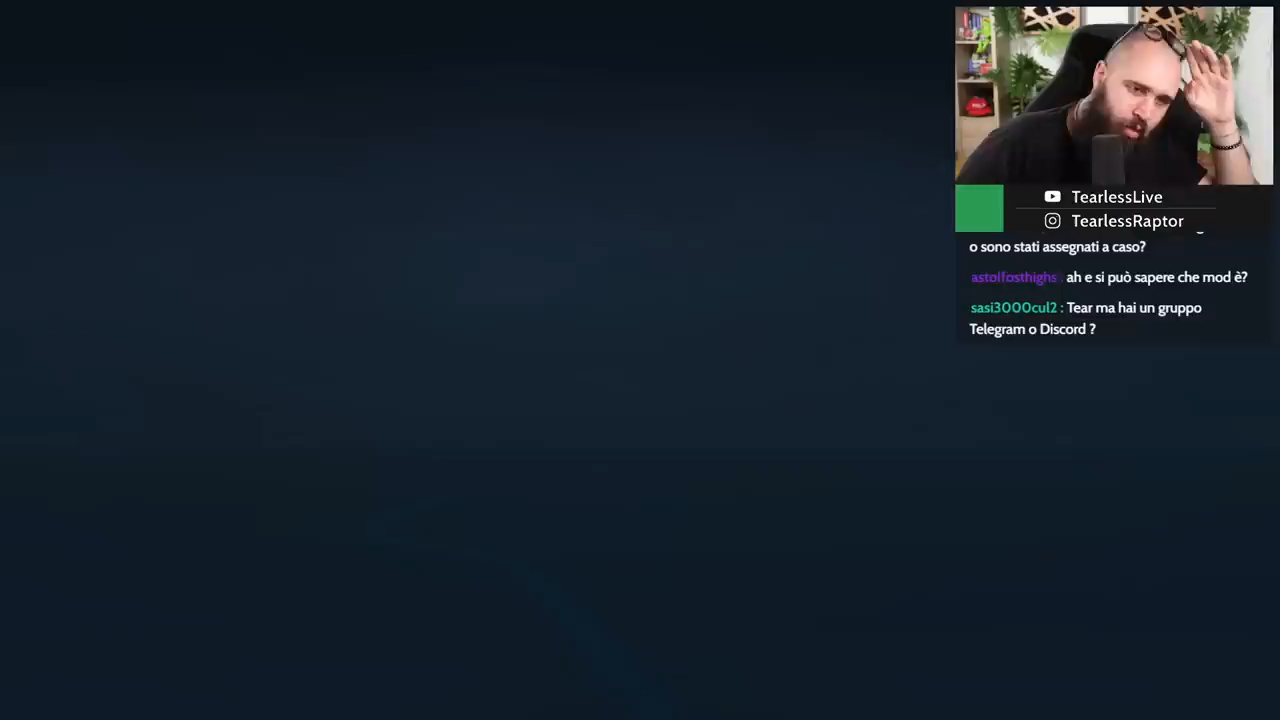 TearlessLive
TearlessRaptor
o sono stati assegnati a caso?
astolfosthighs : ah e si può sapere che mod è?
sasi3000cul2 : Tear ma hai un gruppo
Telegram o Discord ?